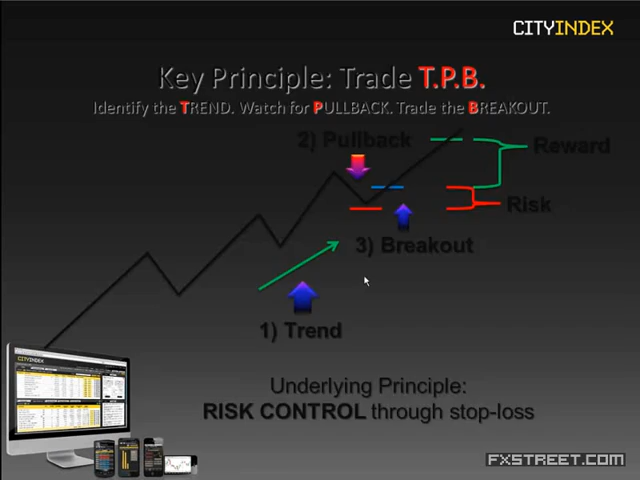 CITYINDEX
Key Principle: Trade T.P.B.
Identify the TREND. Watch for PULLBACK. Trade the BREAKOUT.
2) Pullback
Reward
Risk
3) Breakout
1) Trend
Underlying Principle:
RISK CONTROL through stop-loss
CITYINDEX
FXSTREET.COM